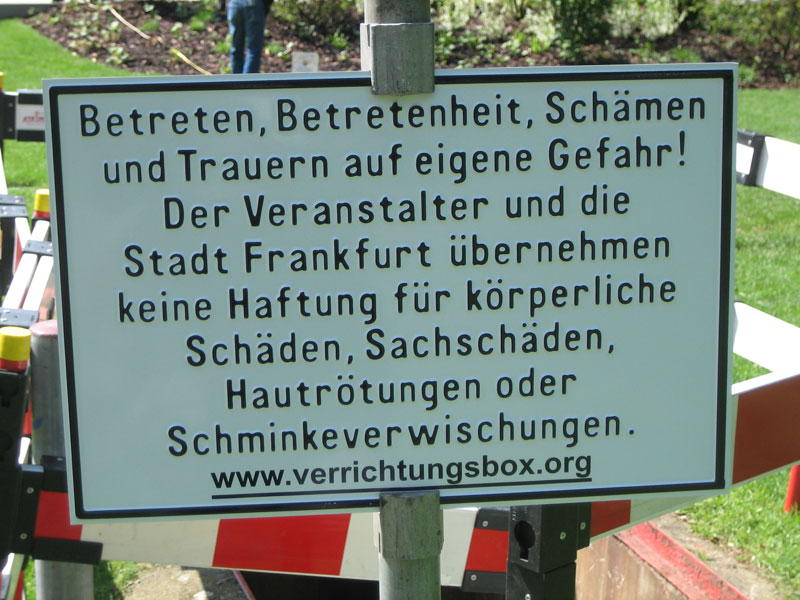 Betreten, Betretenheit, Schämen
und Trauern auf eigene Gefahr!
Der Veranstalter und die
Stadt Frankfurt übernehmen
keine Haftung für körperliche
Schäden, Sachschäden,
Hautrötungen oder
Schminkeverwischungen.
www.verrichtungsbox.org